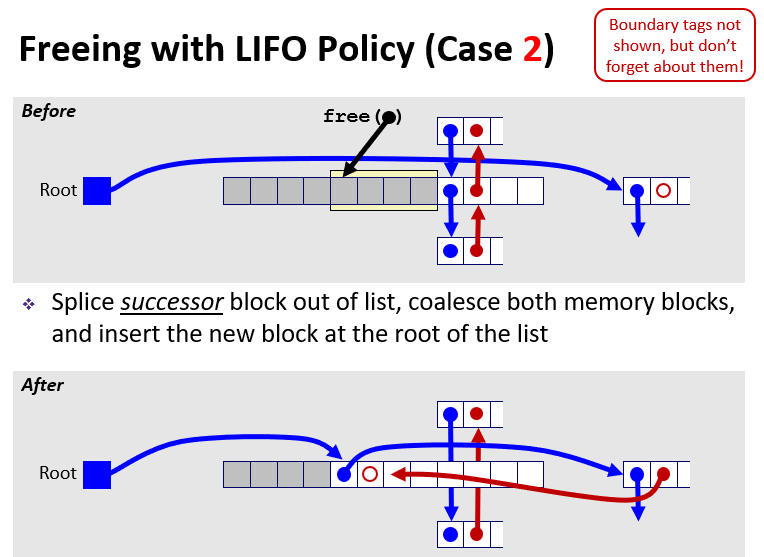 Freeing with LIFO Policy (Case 2)
Boundary tags not
shown, but don't
forget about them!
Before
free( )
Root
Splice successor block out of list, coalesce both memory blocks,
and insert the new block at the root of the list
After
Root